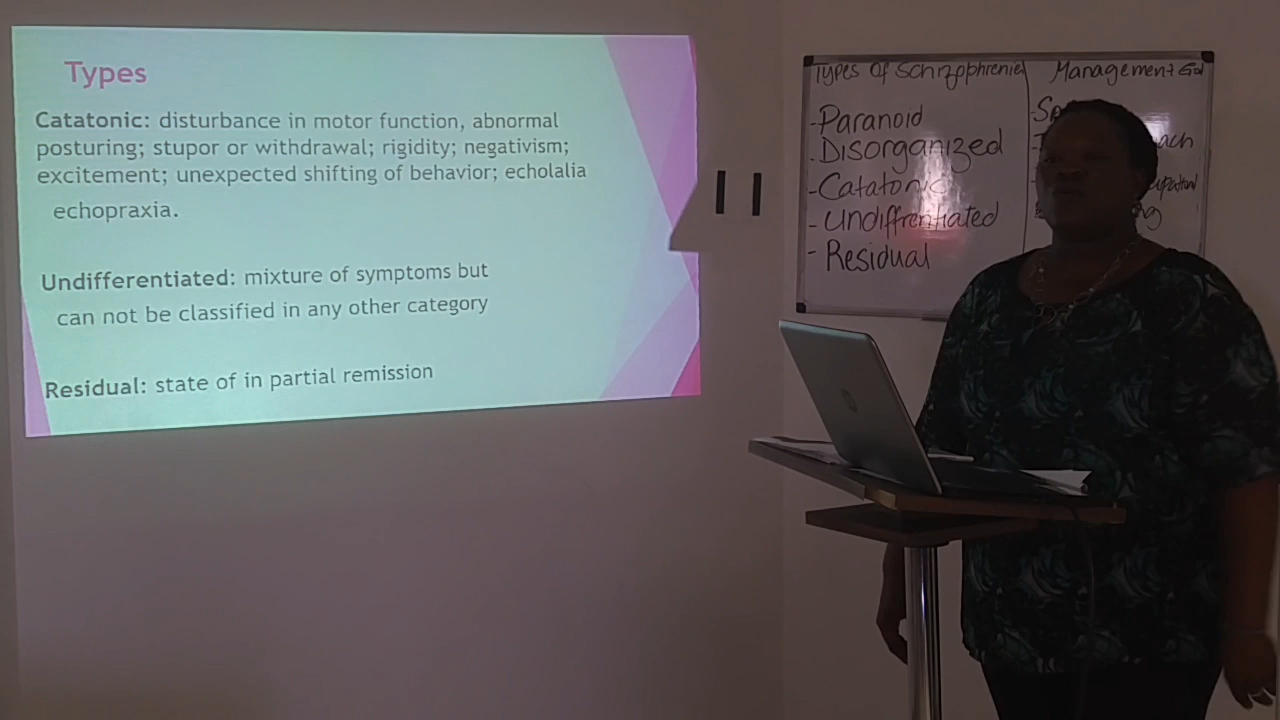 Types
Catatonic: disturbance in motor function, abnormal
posturing; stupor or withdrawal; rigidity; negativism;
excitement; unexpected shifting of behavior; echolalia
echopraxia.
Undifferentiated: mixture of symptoms but
can not be classified in any other category
Residual: state of in partial remission
Types Of Schizophrenie
- Paranoid
- Disorganized
- Catatonic
- Undiffrentiated
- Residual
Management